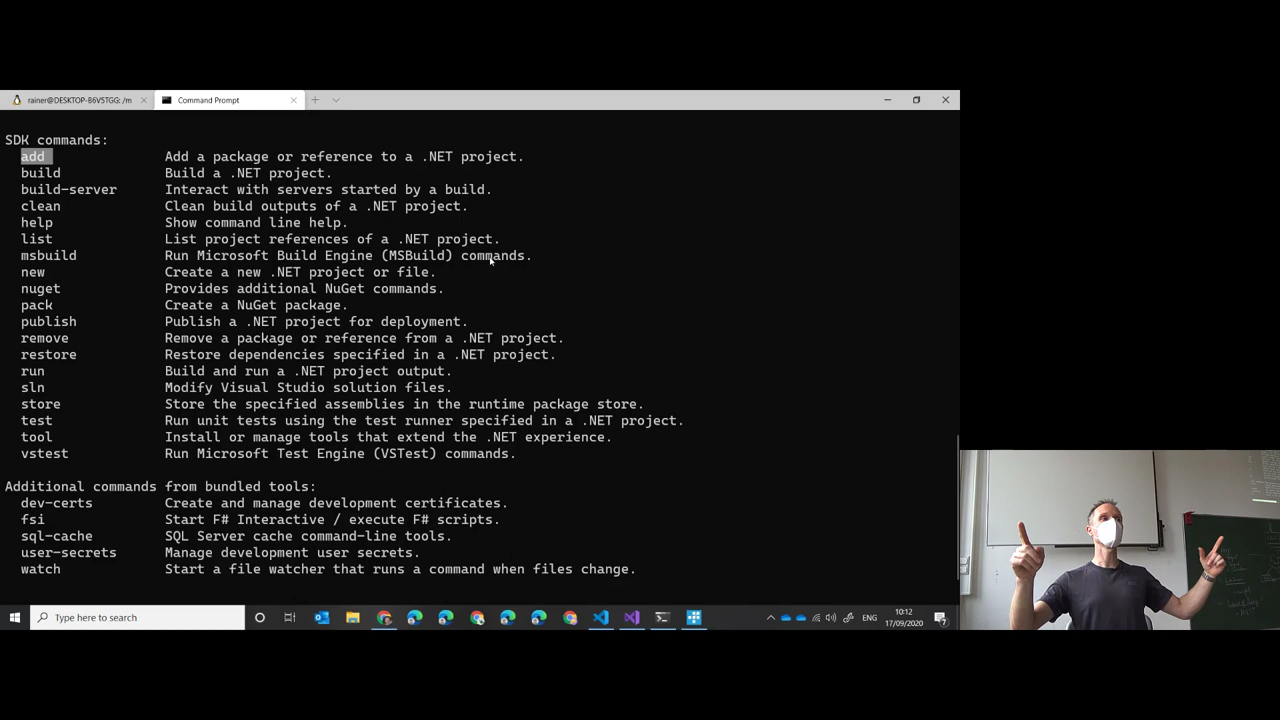 rainer@DESKTOP-B6V5TGG: /m
Command Prompt
SDK commands:
add Add a package or reference to a .NET project.
build Build a .NET project.
build-server Interact with servers started by a build.
clean Clean build outputs of a .NET project.
help Show command line help.
list List project references of a .NET project.
msbuild Run Microsoft Build Engine (MSBuild) commands.
new Create a new .NET project or file.
nuget Provides additional NuGet commands.
pack Create a NuGet package.
publish Publish a .NET project for deployment.
remove Remove a package or reference from a .NET project.
restore Restore dependencies specified in a .NET project.
run Build and run a .NET project output.
sln Modify Visual Studio solution files.
store Store the specified assemblies in the runtime package store.
test Run unit tests using the test runner specified in a .NET project.
tool Install or manage tools that extend the .NET experience.
vstest Run Microsoft Test Engine (VSTest) commands.
Additional commands from bundled tools:
dev-certs Create and manage development certificates.
fsi Start F# Interactive / execute F# scripts.
sql-cache SQL Server cache command-line tools.
user-secrets Manage development user secrets.
watch Start a file watcher that runs a command when files change.
Type here to search
ENG
10:12
17/09/2020
7